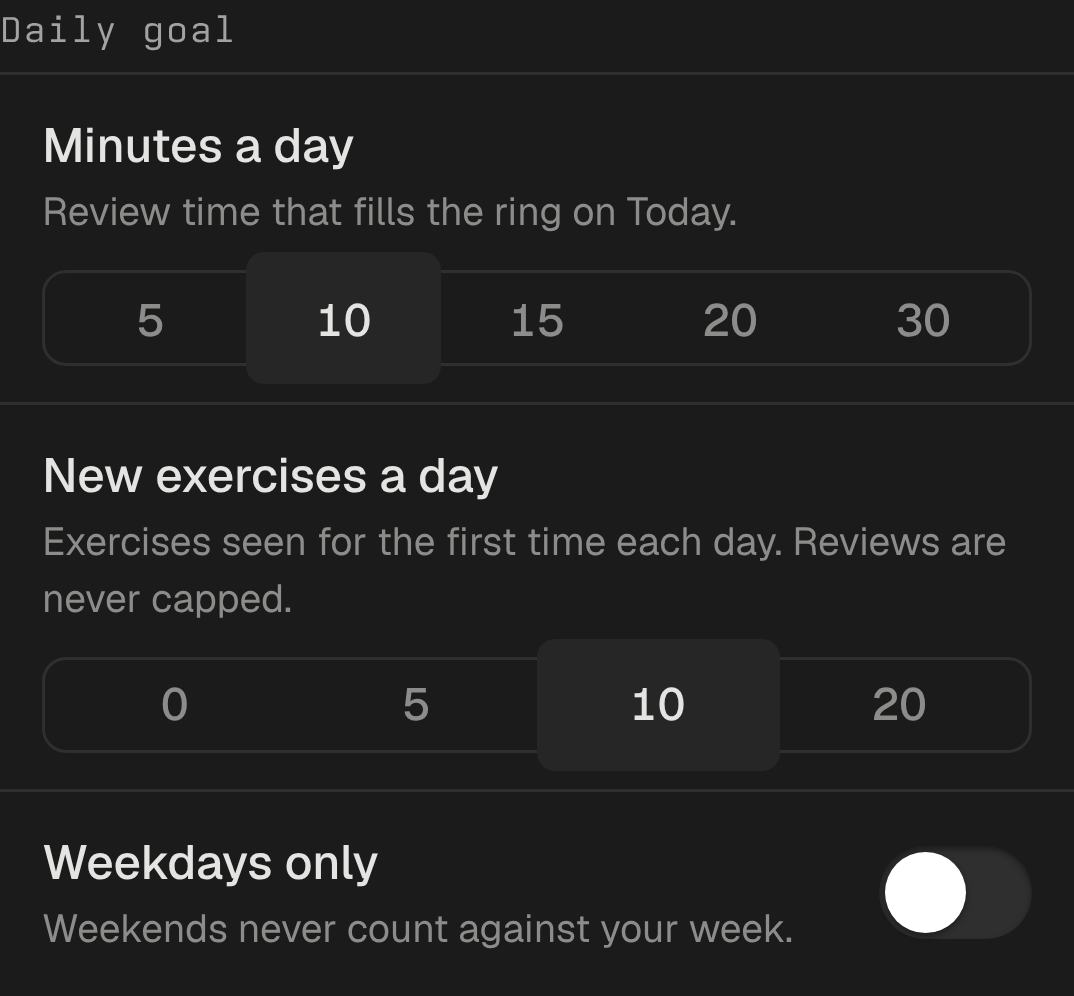 Daily goal
Minutes a day
Review time that fills the ring on Today.
5 10 15 20 30
New exercises a day
Exercises seen for the first time each day. Reviews are
never capped.
0 5 10 20
Weekdays only
Weekends never count against your week.